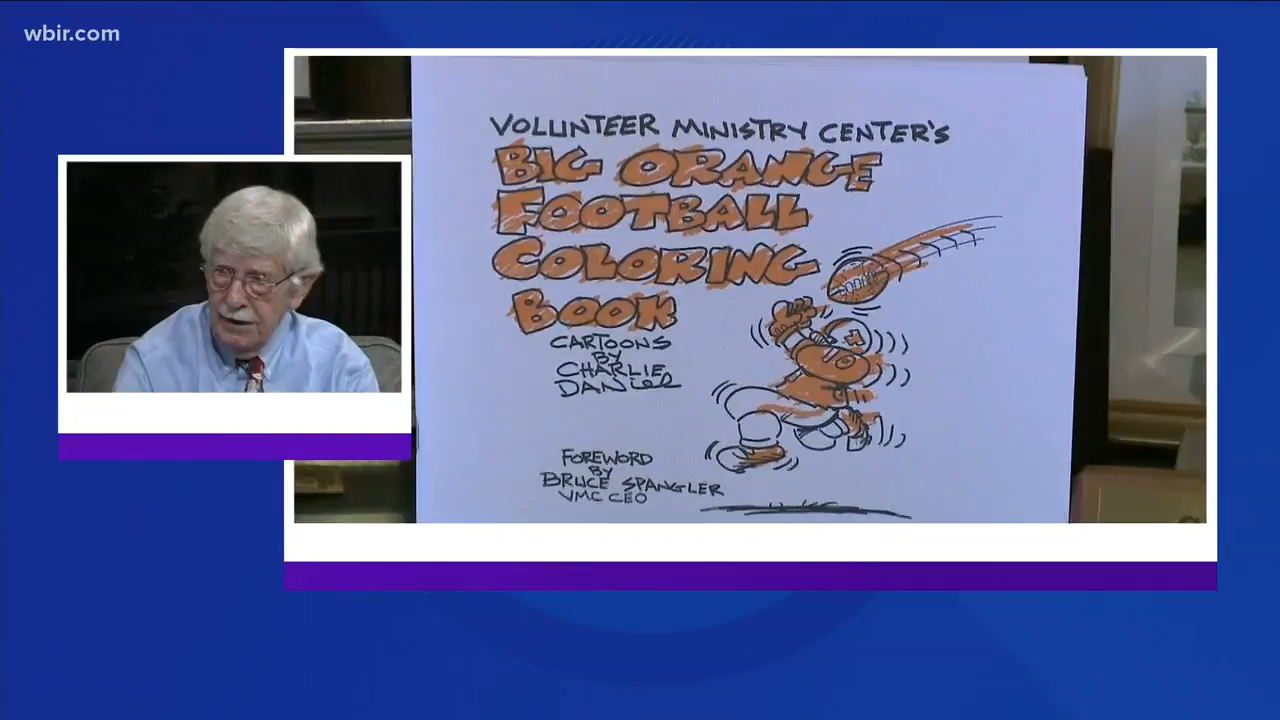 wbir.com
VOLUNTEER MINISTRY CENTER'S
BIG ORANGE
FOOTBALL
COLORING
BOOK
CARTOONS
BY
CHARLIE
DANIEL
FOREWORD
BY
BRUCE SPANGLER
VMC CEO